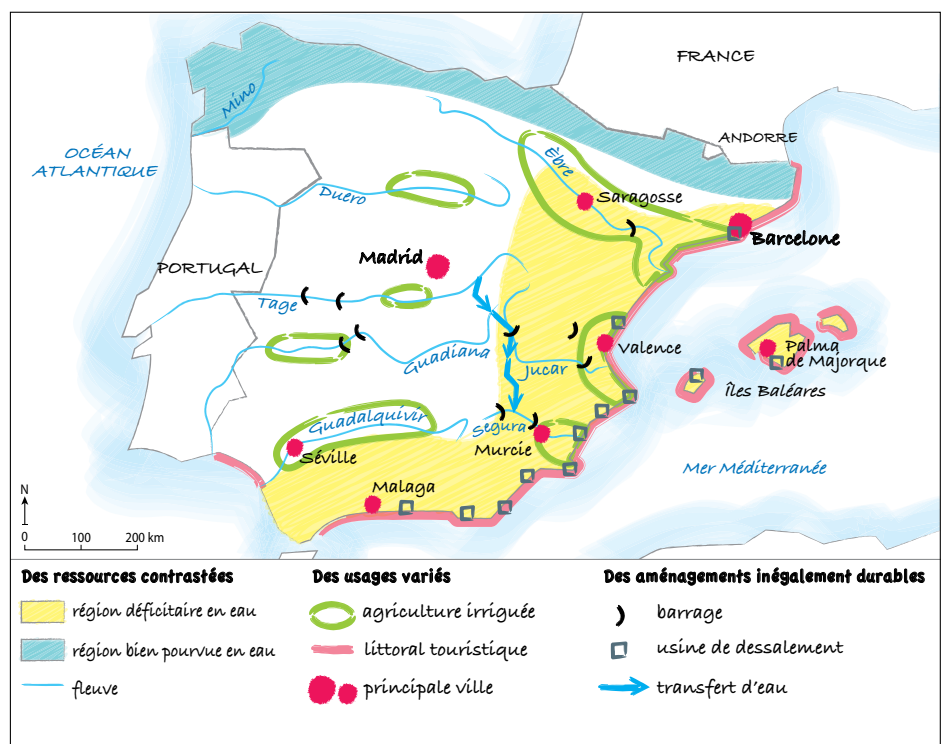 FRANCE
Mino
ANDORRE
OCÉAN
ATLANTIQUE
Èbre
Duero
Saragosse
Barcelone
Madrid
PORTUGAL
Tage
Valence
Palma
de Majorque
Guadiana
Jucar
Îles Baléares
Guadalquivir
Segura
Murcie
Séville
Mer Méditerranée
Malaga
N
0 100 200 km
Des ressources contrastées
région déficitaire en eau
région bien pourvue en eau
fleuve
Des usages variés
agriculture irriguée
littoral touristique
principale ville
Des aménagements inégalement durables
barrage
usine de dessalement
transfert d'eau